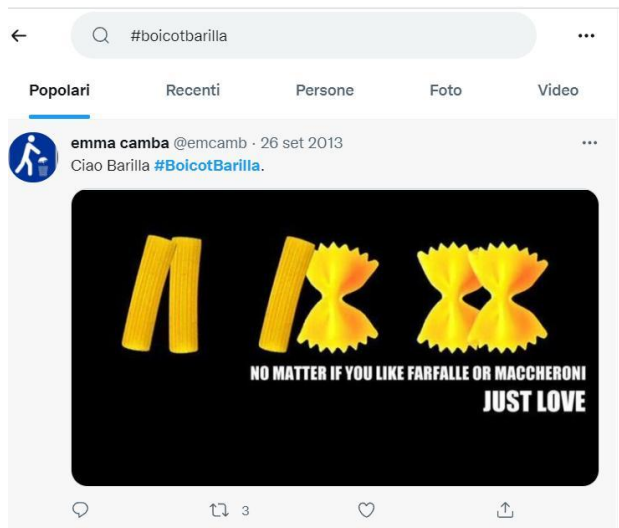 #boicotbarilla
Popolari Recenti Persone Foto Video
emma camba @emcamb · 26 set 2013
Ciao Barilla #BoicotBarilla.
NO MATTER IF YOU LIKE FARFALLE OR MACCHERONI
JUST LOVE
3